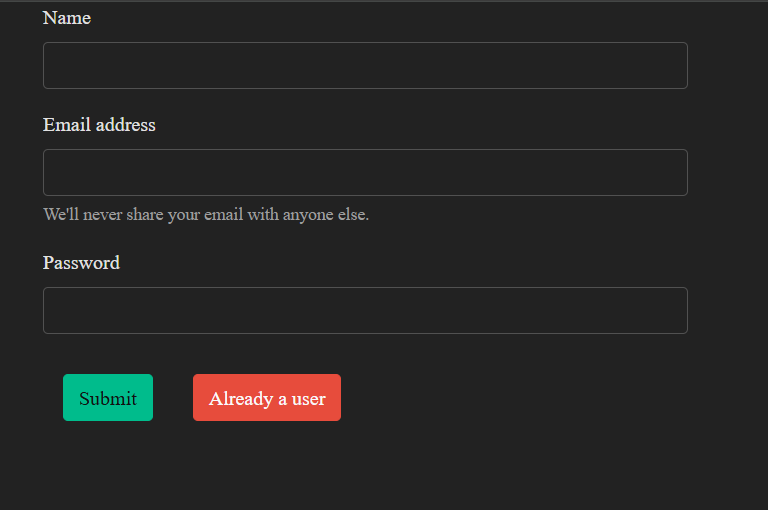 Name
Email address
We'll never share your email with anyone else.
Password
Submit
Already a user